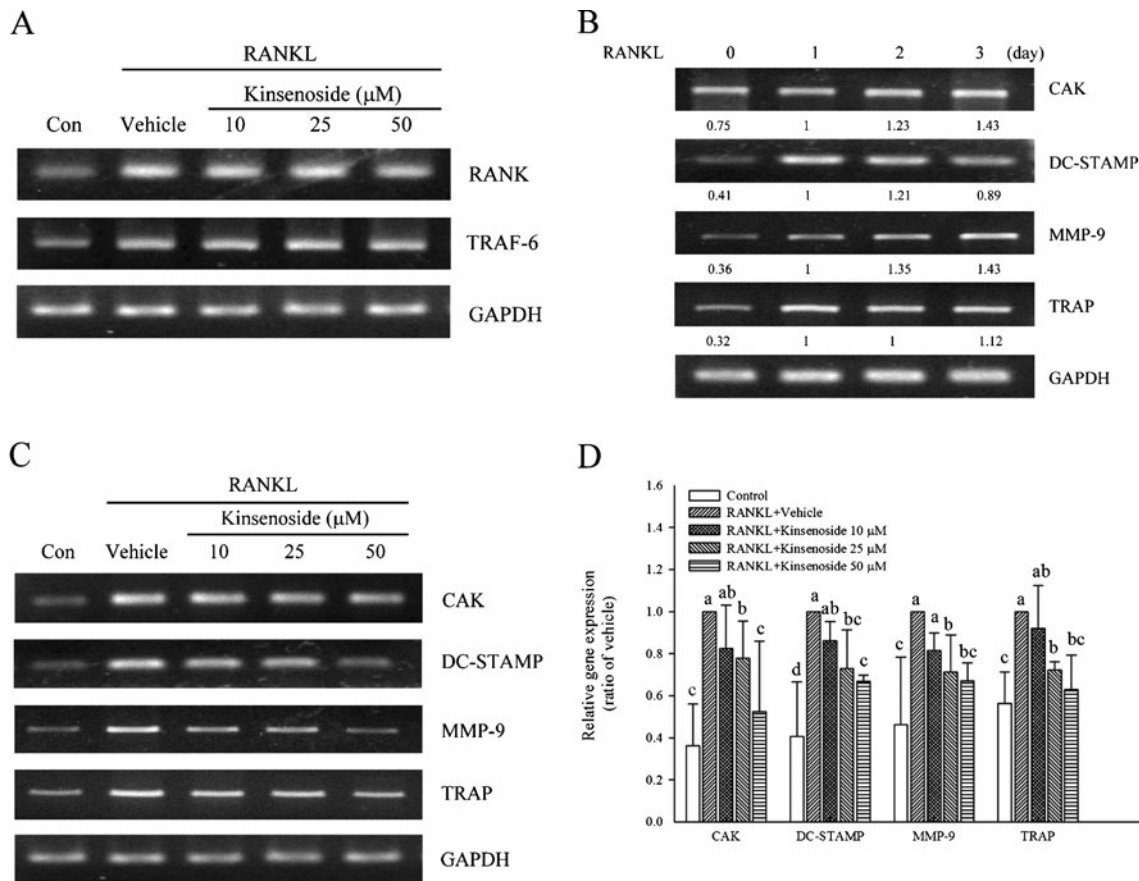 A
RANKL
Kinsenoside (μM)
Con Vehicle 10 25 50
RANK
TRAF-6
GAPDH
B
RANKL 0 1 2 3 (day)
CAK
0.75 1 1.23 1.43
DC-STAMP
0.41 1 1.21 0.89
MMP-9
0.36 1 1.35 1.43
TRAP
0.32 1 1 1.12
GAPDH
C
RANKL
Kinsenoside (μM)
Con Vehicle 10 25 50
CAK
DC-STAMP
MMP-9
TRAP
GAPDH
D
Relative gene expression
(ratio of vehicle)
1.6
1.4
1.2
1.0
0.8
0.6
0.4
0.2
0.0
Control
RANKL+Vehicle
RANKL+Kinsenoside 10 μM
RANKL+Kinsenoside 25 μM
RANKL+Kinsenoside 50 μM
c a ab b c
d a ab bc c
c a a b bc
c a ab b bc
CAK DC-STAMP MMP-9 TRAP